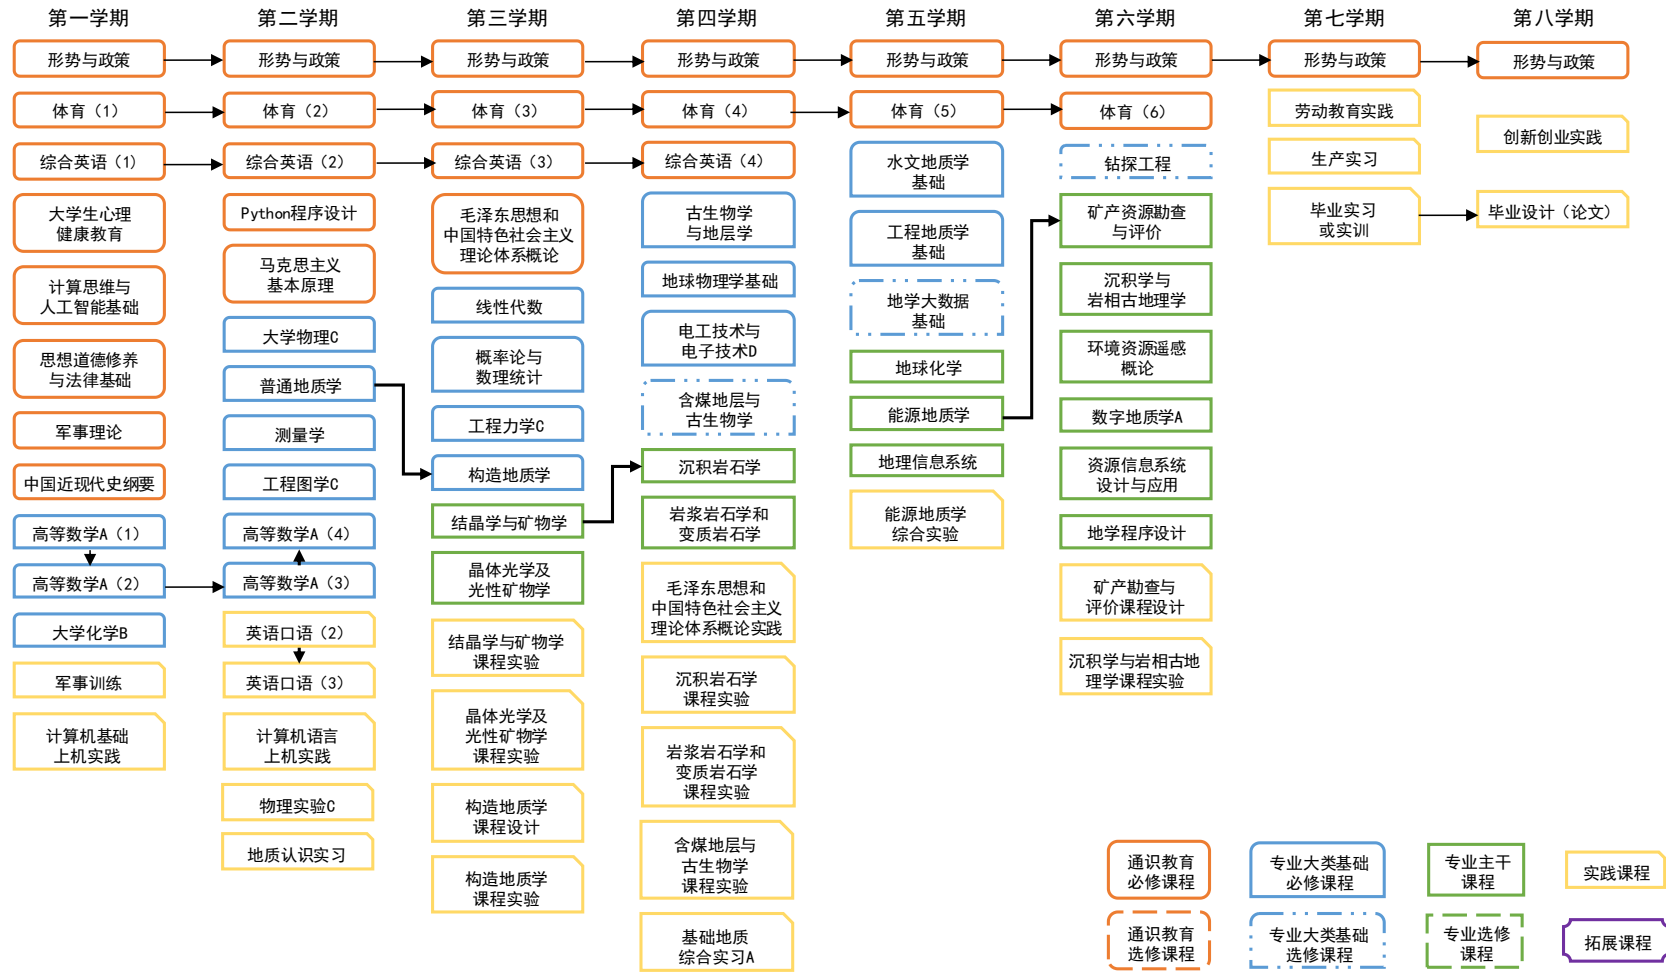 第一学期
形势与政策
体育（1）
综合英语（1）
大学生心理
健康教育
计算思维与
人工智能基础
思想道德修养
与法律基础
军事理论
中国近现代史纲要
高等数学A（1）
高等数学A（2）
大学化学B
军事训练
计算机基础
上机实践
第二学期
形势与政策
体育（2）
综合英语（2）
Python程序设计
马克思主义
基本原理
大学物理C
普通地质学
测量学
工程图学C
高等数学A（4）
高等数学A（3）
英语口语（2）
英语口语（3）
计算机语言
上机实践
物理实验C
地质认识实习
第三学期
形势与政策
体育（3）
综合英语（3）
毛泽东思想和
中国特色社会主义
理论体系概论
线性代数
概率论与
数理统计
工程力学C
构造地质学
结晶学与矿物学
晶体光学及
光性矿物学
结晶学与矿物学
课程实验
晶体光学及
光性矿物学
课程实验
构造地质学
课程设计
构造地质学
课程实验
第四学期
形势与政策
体育（4）
综合英语（4）
古生物学
与地层学
地球物理学基础
电工技术与
电子技术D
含煤地层与
古生物学
沉积岩石学
岩浆岩石学和
变质岩石学
毛泽东思想和
中国特色社会主义
理论体系概论实践
沉积岩石学
课程实验
岩浆岩石学和
变质岩石学
课程实验
含煤地层与
古生物学
课程实验
基础地质
综合实习A
第五学期
形势与政策
体育（5）
水文地质学
基础
工程地质学
基础
地学大数据
基础
地球化学
能源地质学
地理信息系统
能源地质学
综合实验
第六学期
形势与政策
体育（6）
钻探工程
矿产资源勘查
与评价
沉积学与
岩相古地理学
环境资源遥感
概论
数字地质学A
资源信息系统
设计与应用
地学程序设计
矿产勘查与
评价课程设计
沉积学与岩相古地
理学课程实验
第七学期
形势与政策
劳动教育实践
生产实习
毕业实习
或实训
第八学期
形势与政策
创新创业实践
毕业设计（论文）
通识教育
必修课程
专业大类基础
必修课程
专业主干
课程
实践课程
通识教育
选修课程
专业大类基础
选修课程
专业选修
课程
拓展课程